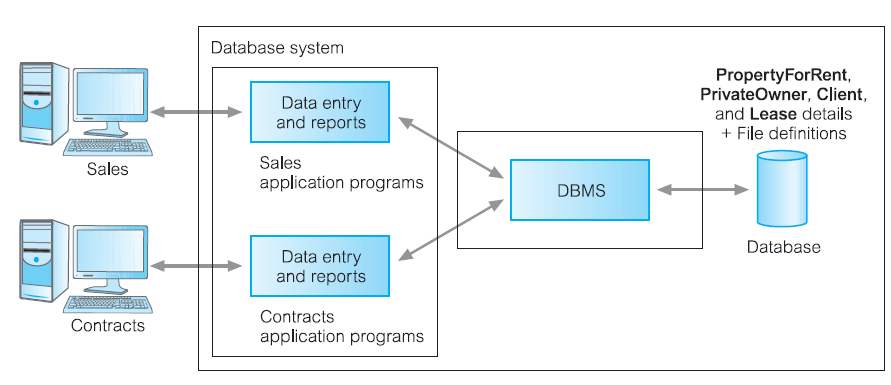 Database system
PropertyForRent,
PrivateOwner, Client,
and Lease details
+ File definitions
Data entry
and reports
Sales
Sales
application programs
DBMS
Database
Data entry
and reports
Contracts
Contracts
application programs